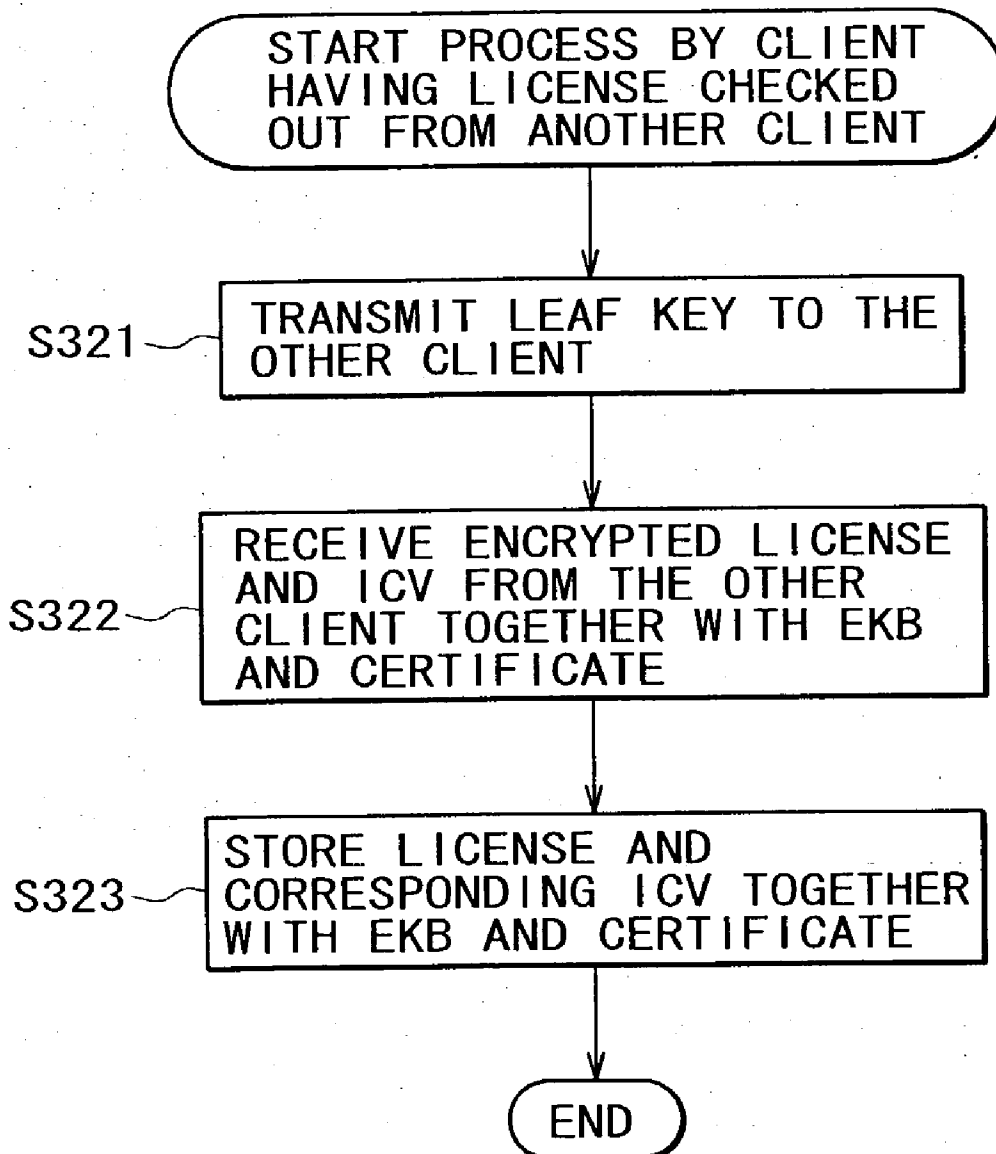 START PROCESS BY CLIENT
HAVING LICENSE CHECKED
OUT FROM ANOTHER CLIENT
S321
TRANSMIT LEAF KEY TO THE
OTHER CLIENT
S322
RECEIVE ENCRYPTED LICENSE
AND ICV FROM THE OTHER
CLIENT TOGETHER WITH EKB
AND CERTIFICATE
S323
STORE LICENSE AND
CORRESPONDING ICV TOGETHER
WITH EKB AND CERTIFICATE
END